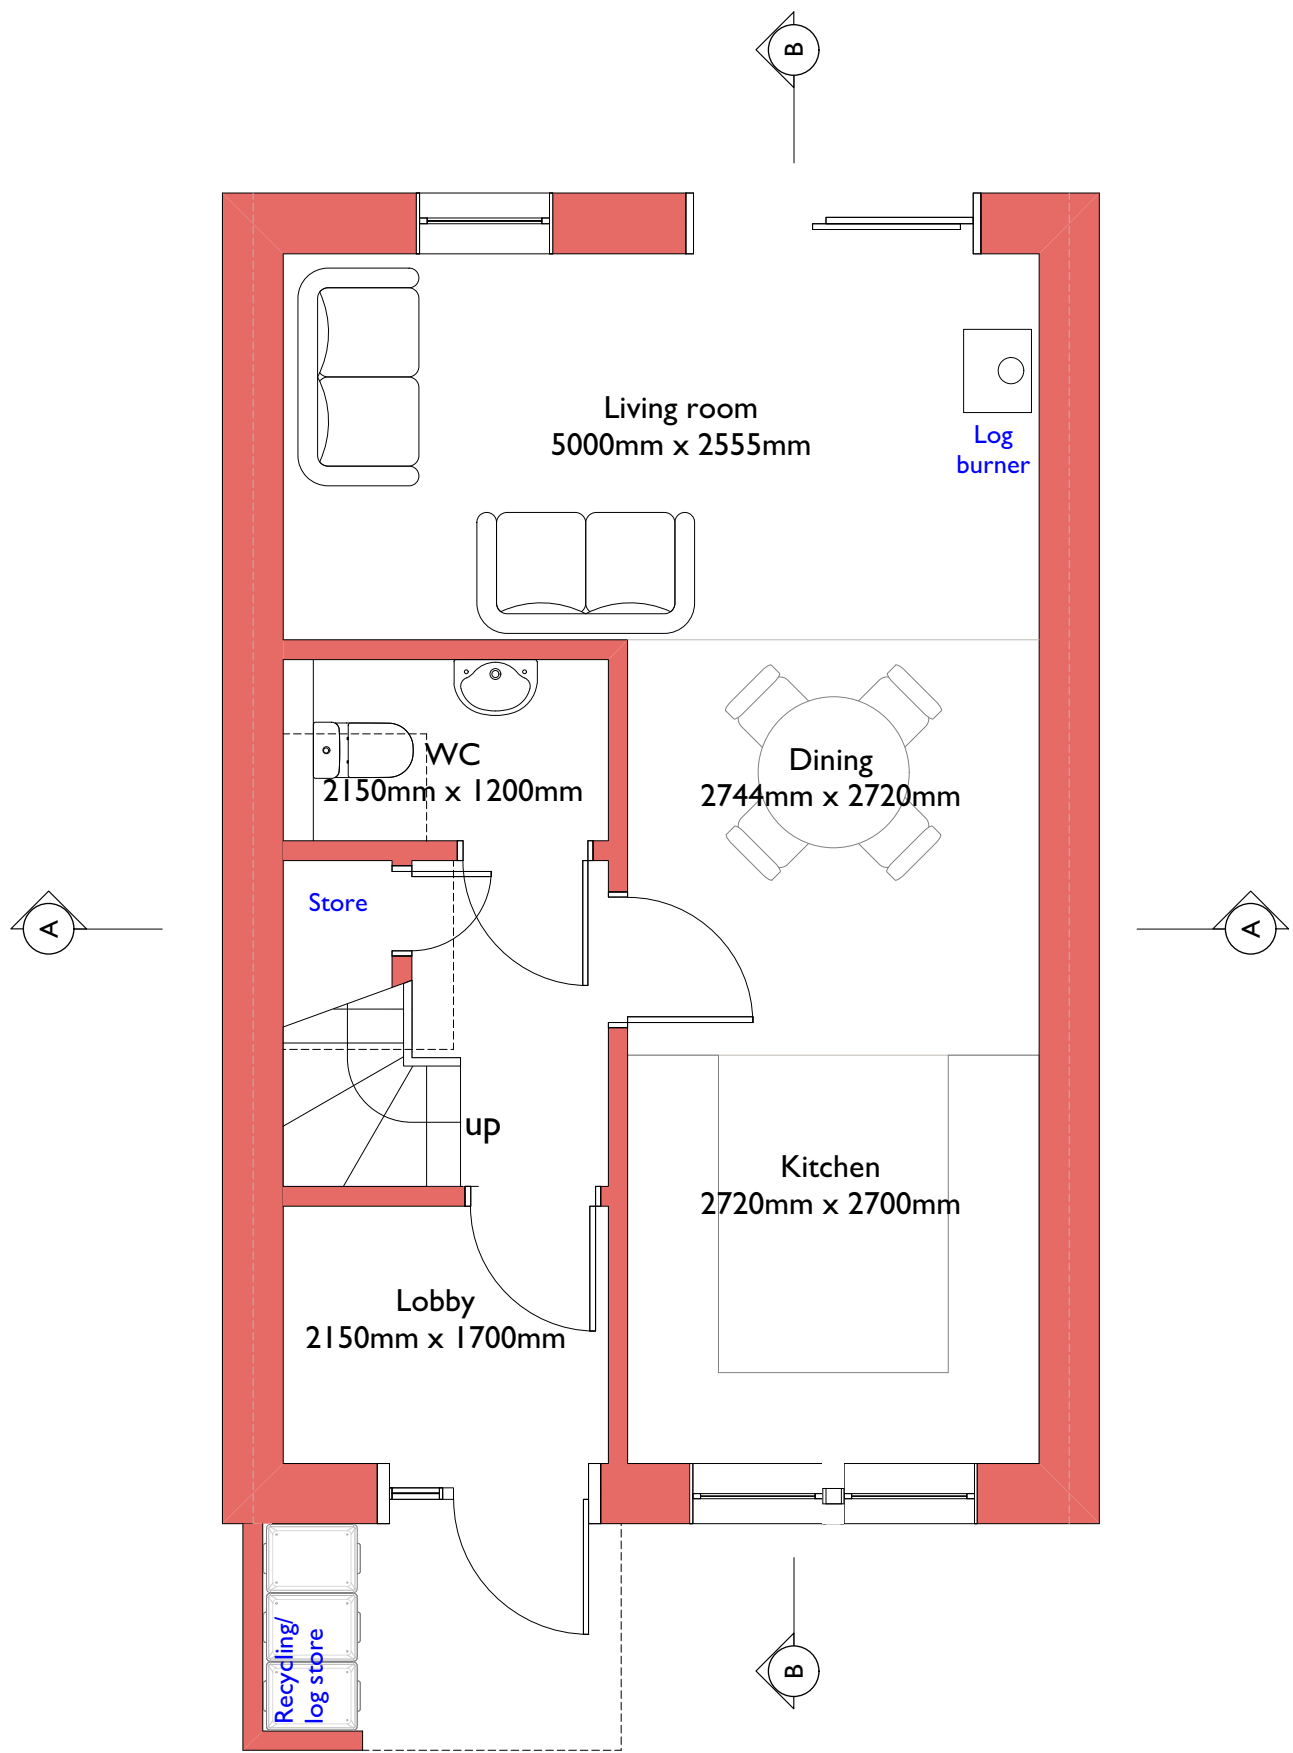 B
Living room
5000mm x 2555mm
Log
burner
WC
2150mm x 1200mm
Dining
2744mm x 2720mm
Store
A
A
up
Kitchen
2720mm x 2700mm
Lobby
2150mm x 1700mm
Recycling/
log store
B